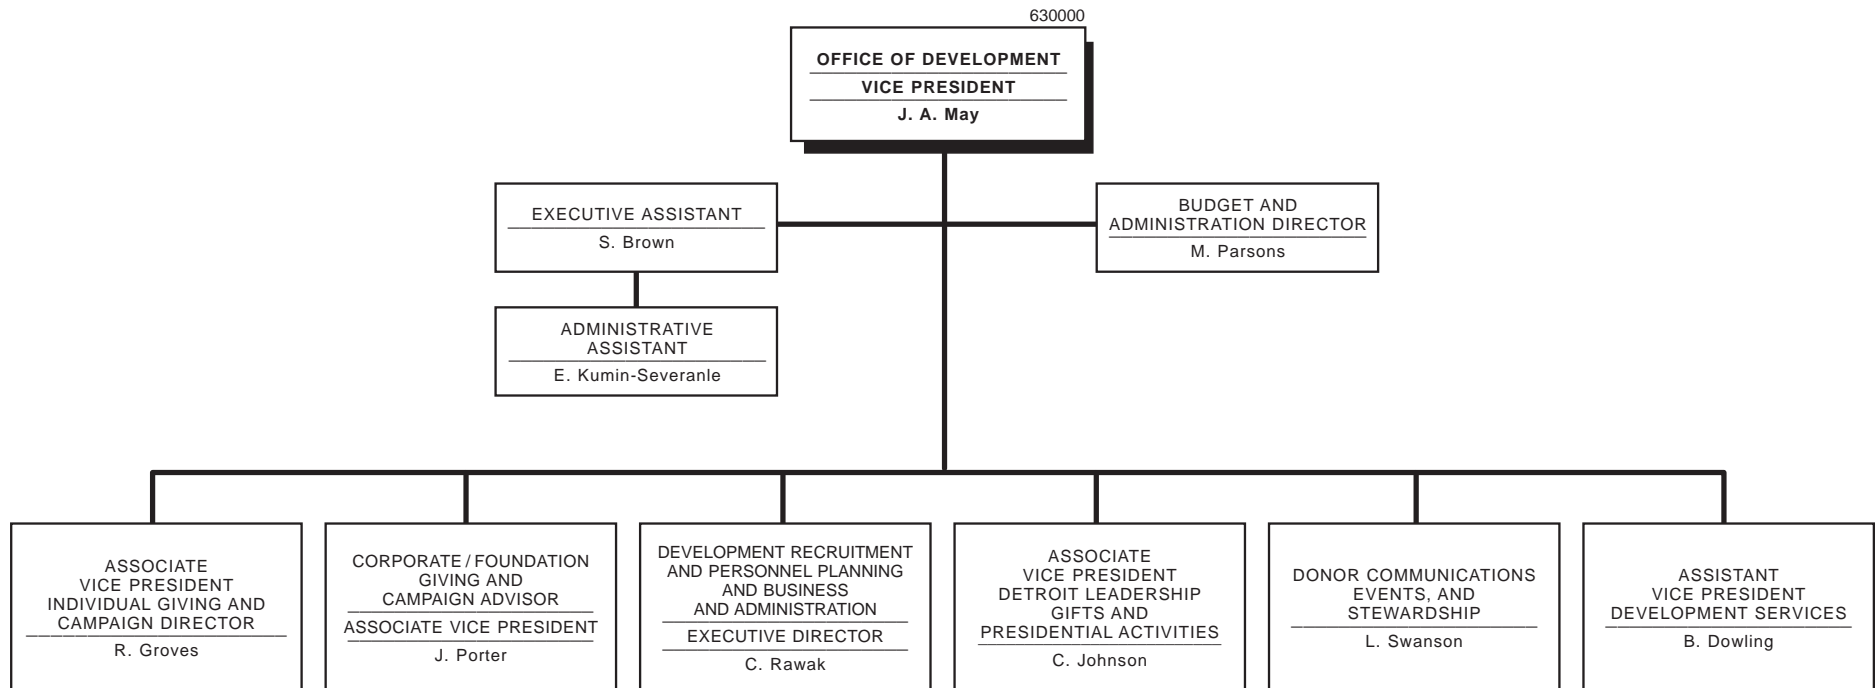 630000
OFFICE OF DEVELOPMENT
VICE PRESIDENT
J. A. May
EXECUTIVE ASSISTANT
S. Brown
BUDGET AND
ADMINISTRATION DIRECTOR
M. Parsons
ADMINISTRATIVE
ASSISTANT
E. Kumin-Severanle
ASSOCIATE
VICE PRESIDENT
INDIVIDUAL GIVING AND
CAMPAIGN DIRECTOR
R. Groves
CORPORATE / FOUNDATION
GIVING AND
CAMPAIGN ADVISOR
ASSOCIATE VICE PRESIDENT
J. Porter
DEVELOPMENT RECRUITMENT
AND PERSONNEL PLANNING
AND BUSINESS
AND ADMINISTRATION
EXECUTIVE DIRECTOR
C. Rawak
ASSOCIATE
VICE PRESIDENT
DETROIT LEADERSHIP
GIFTS AND
PRESIDENTIAL ACTIVITIES
C. Johnson
DONOR COMMUNICATIONS
EVENTS, AND
STEWARDSHIP
L. Swanson
ASSISTANT
VICE PRESIDENT
DEVELOPMENT SERVICES
B. Dowling